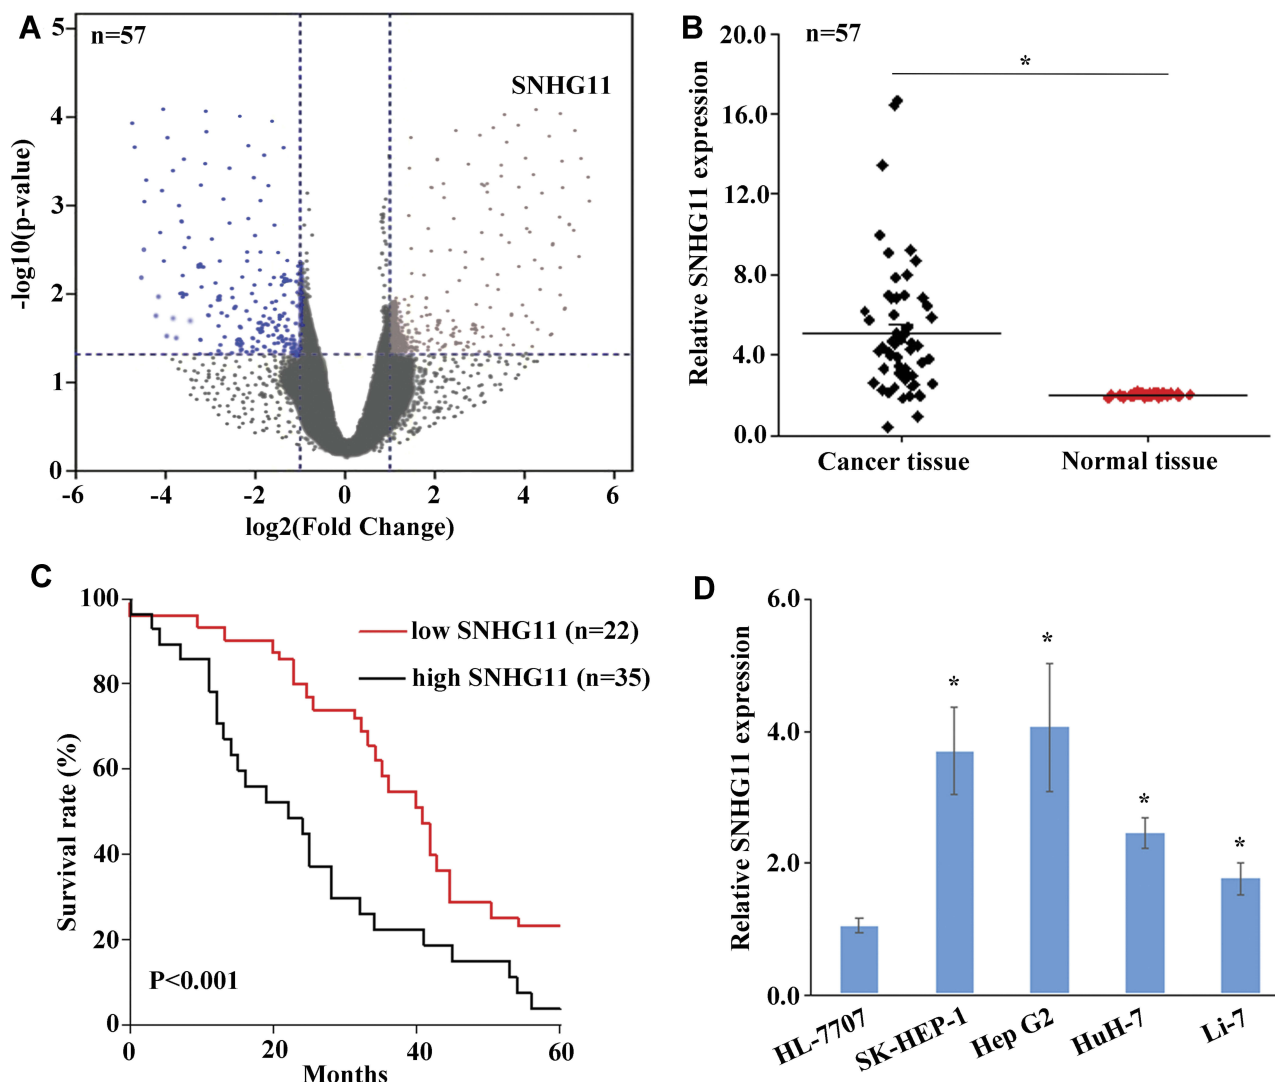 A
n=57
SNHG11
-log10(p-value)
5
4
3
2
1
0
-6
-4
-2
0
2
4
6
log2(Fold Change)
B
n=57
*
Relative SNHG11 expression
20.0
16.0
12.0
8.0
4.0
0.0
Cancer tissue
Normal tissue
C
low SNHG11 (n=22)
high SNHG11 (n=35)
Survival rate (%)
100
80
60
40
20
0
P<0.001
0
20
40
60
Months
D
Relative SNHG11 expression
6.0
4.0
2.0
0.0
*
*
*
*
HL-7707
SK-HEP-1
Hep G2
HuH-7
Li-7